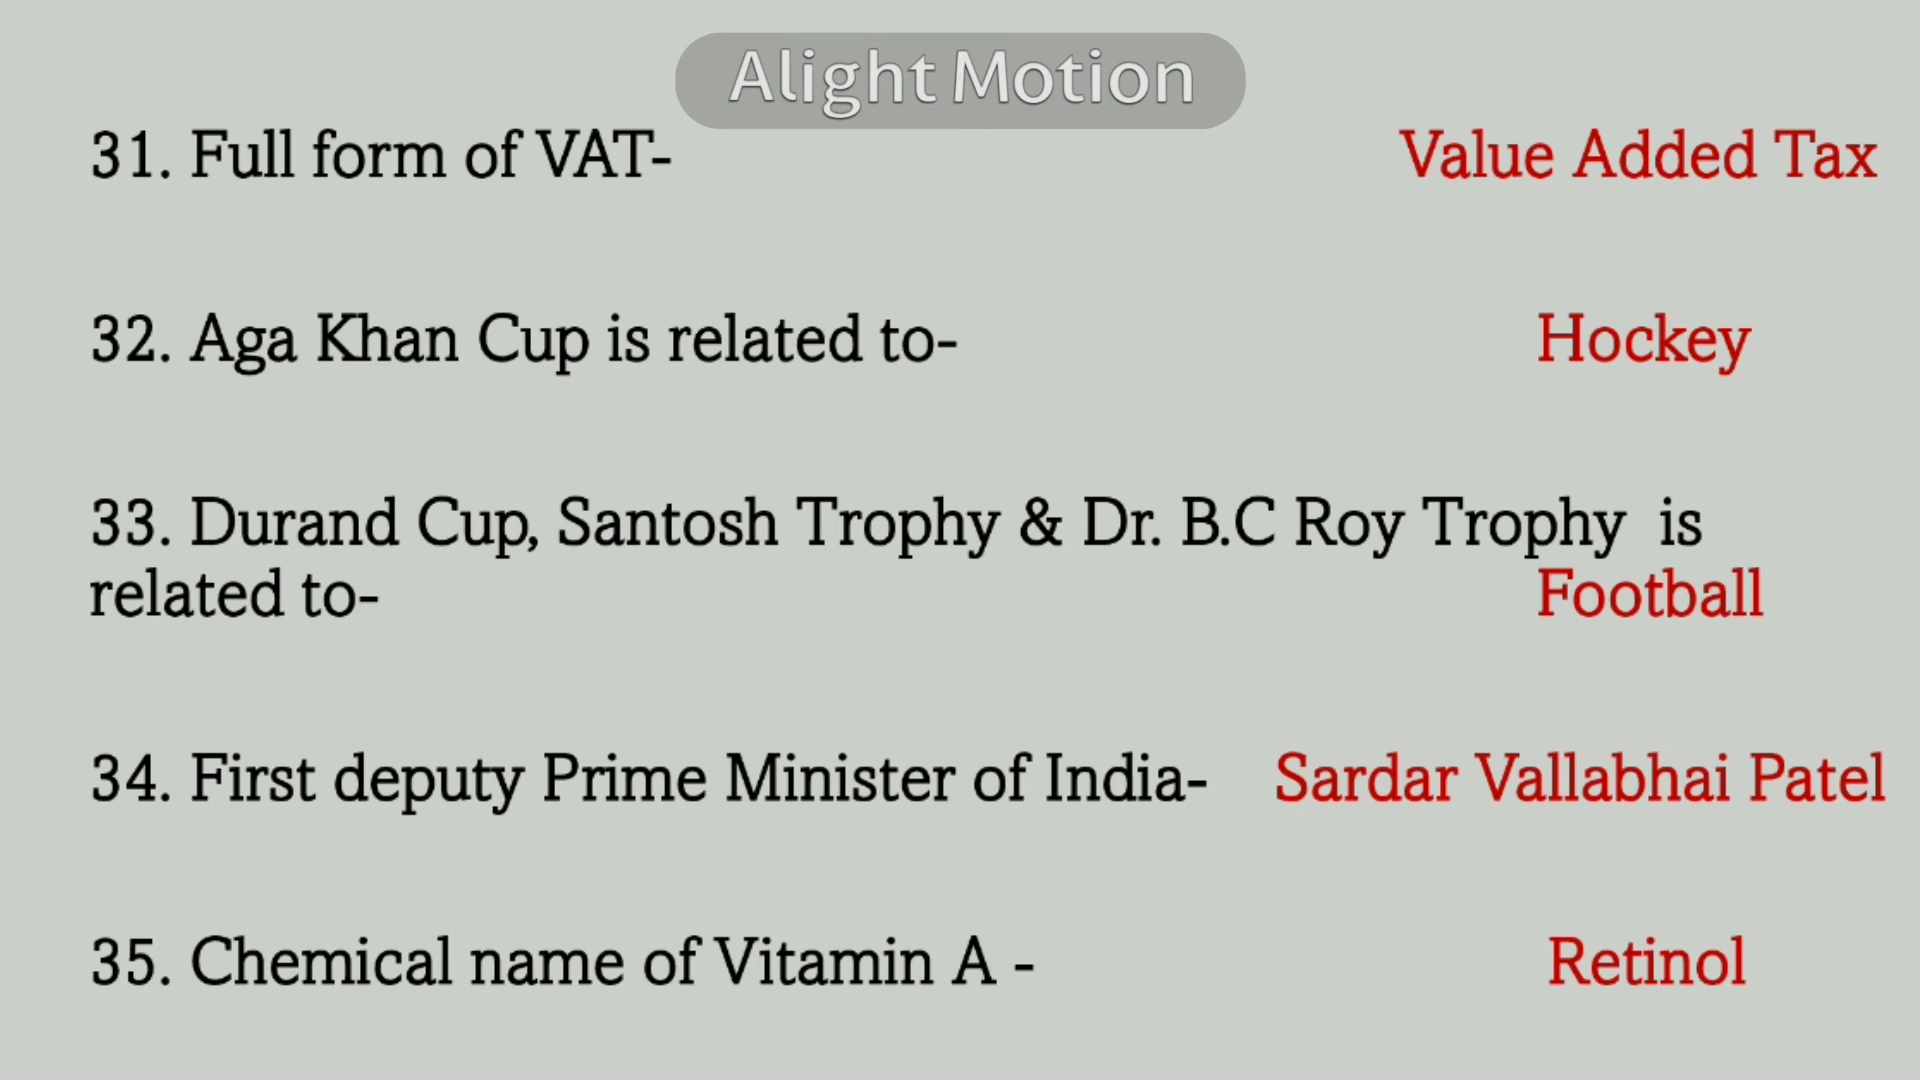 Alight Motion
31. Full form of VAT- Value Added Tax
32. Aga Khan Cup is related to- Hockey
33. Durand Cup, Santosh Trophy & Dr. B.C Roy Trophy is
related to- Football
34. First deputy Prime Minister of India- Sardar Vallabhai Patel
35. Chemical name of Vitamin A - Retinol